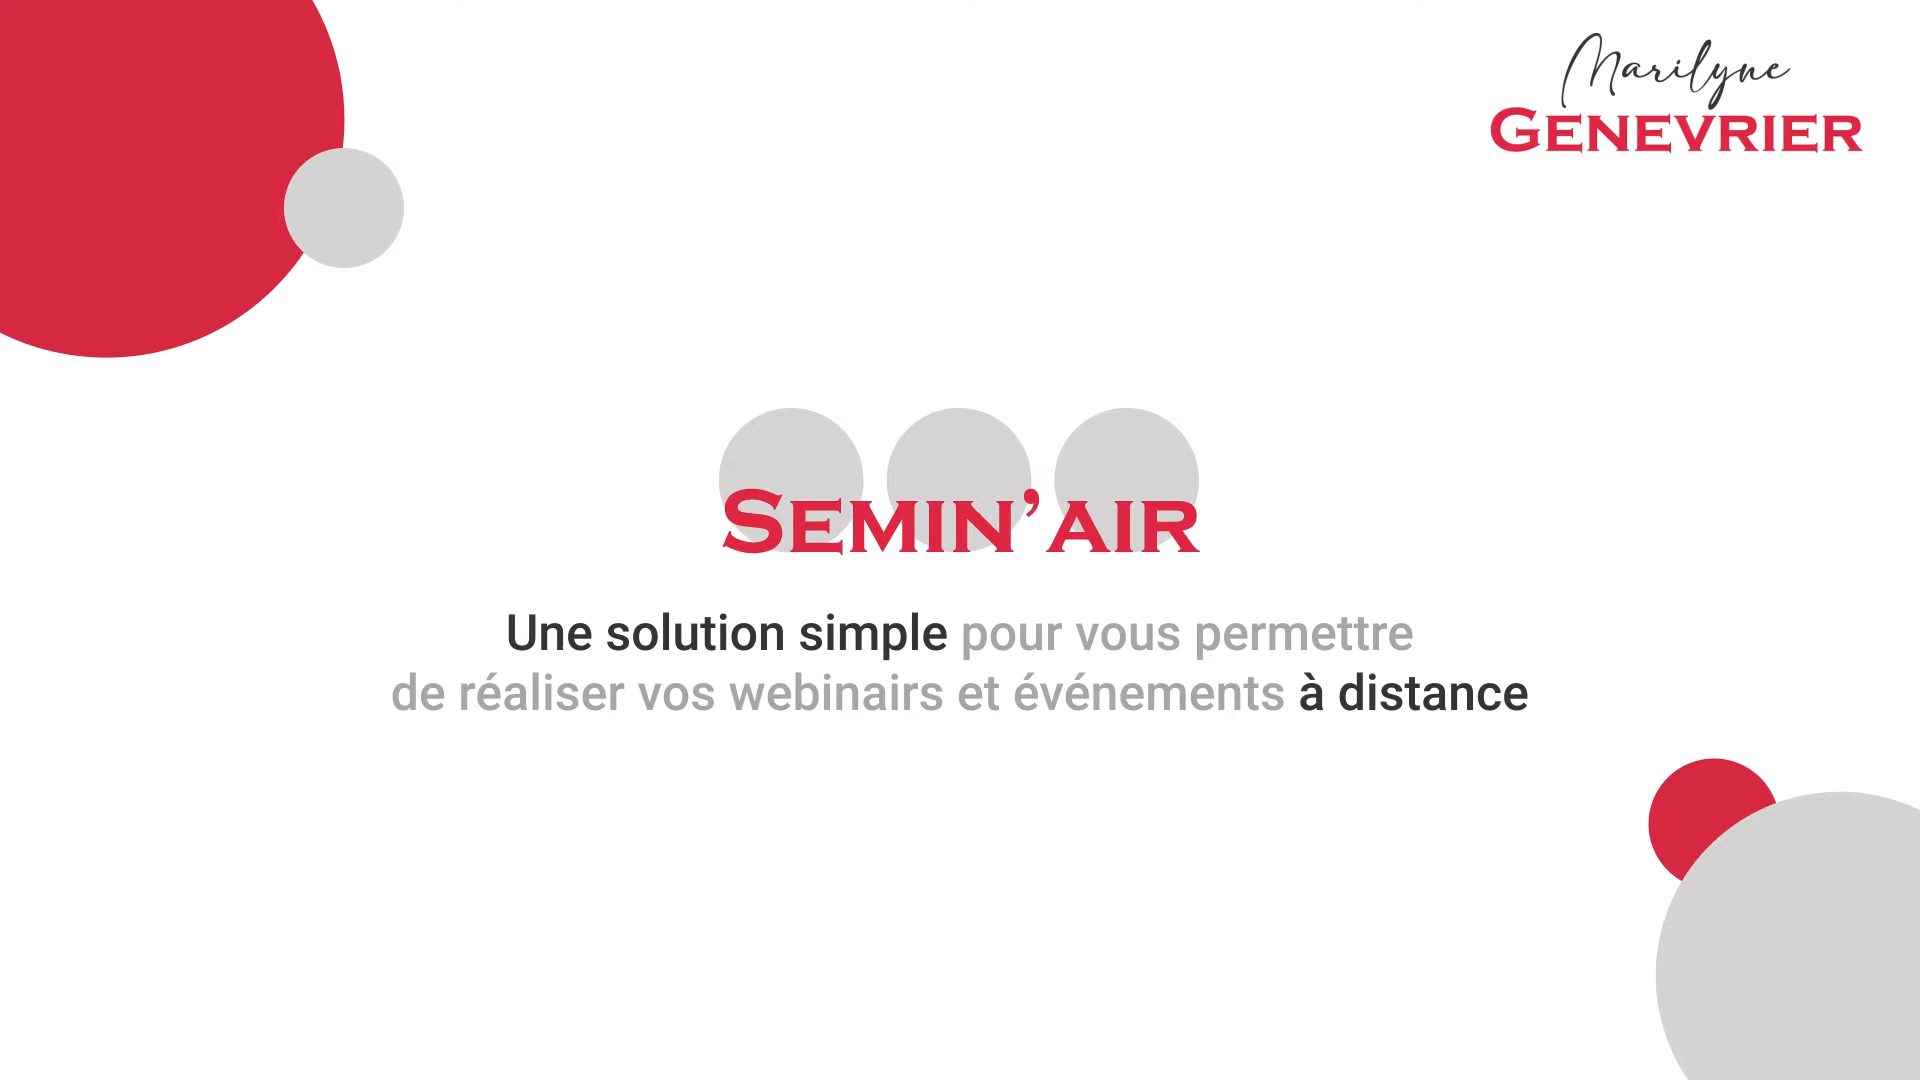 Marilyne
GENEVRIER
SEMIN’AIR
Une solution simple pour vous permettre
de réaliser vos webinairs et événements à distance